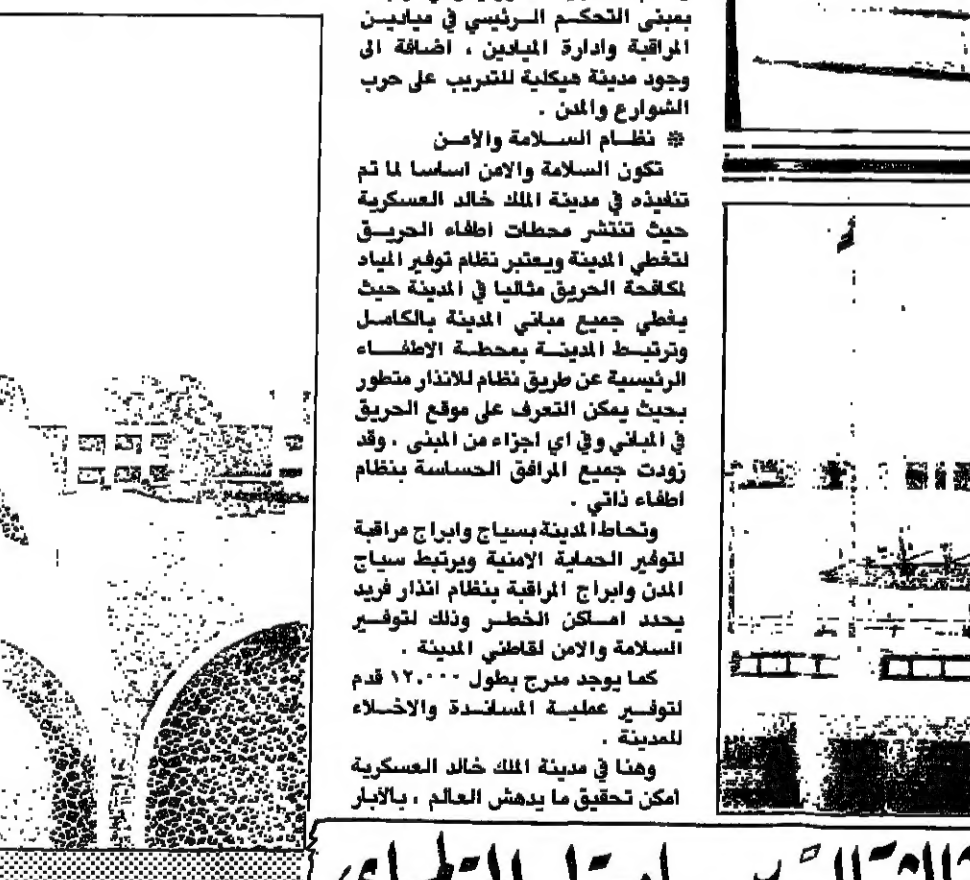 بمبنى التحكم الرئيسي في ميادين
المراقبة وادارة الميادين ، اضافة الى
وجود مدينة هيكلية للتدريب على حرب
الشوارع والمدن .
※ نظام السلامة والأمن
تكون السلامة والامن اساسا لما تم
تنفيذه في مدينة الملك خالد العسكرية
حيث تنتشر محطات اطفاء الحريق
لتغطي المدينة ويعتبر نظام توفير المياه
لمكافحة الحريق مثاليا في المدينة حيث
يغطي جميع مباني المدينة بالكامل
وترتبط المدينة بمحطة الاطفاء
الرئيسية عن طريق نظام للانذار متطور
بحيث يمكن التعرف على موقع الحريق
في المباني وفي اي اجزاء من المبنى . وقد
زودت جميع المرافق الحساسة بنظام
اطفاء ذاتي .
وتحاط المدينة بسياج وابراج مراقبة
لتوفير الحماية الامنية ويرتبط سياج
المدن وابراج المراقبة بنظام انذار فريد
يحدد اماكن الخطر وذلك لتوفير
السلامة والامن لقاطني المدينة .
كما يوجد مدرج بطول ١٢،٠٠٠ قدم
لتوفير عملية المساندة والاخلاء
للمدينة .
وهنا في مدينة الملك خالد العسكرية
أمكن تحقيق ما يدهش العالم ، بالآبار